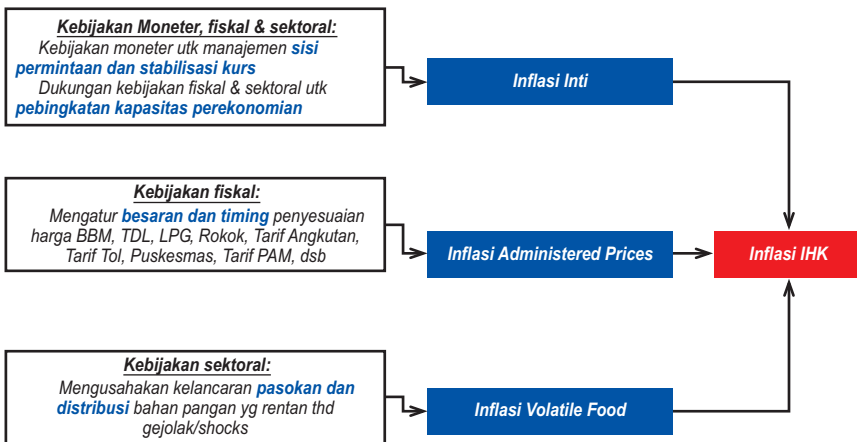 Kebijakan Moneter, fiskal & sektoral:
Kebijakan moneter utk manajemen sisi
permintaan dan stabilisasi kurs
Dukungan kebijakan fiskal & sektoral utk
pebingkatan kapasitas perekonomian
Inflasi Inti
Kebijakan fiskal:
Mengatur besaran dan timing penyesuaian
harga BBM, TDL, LPG, Rokok, Tarif Angkutan,
Tarif Tol, Puskesmas, Tarif PAM, dsb
Inflasi Administered Prices
Inflasi IHK
Kebijakan sektoral:
Mengusahakan kelancaran pasokan dan
distribusi bahan pangan yg rentan thd
gejolak/shocks
Inflasi Volatile Food